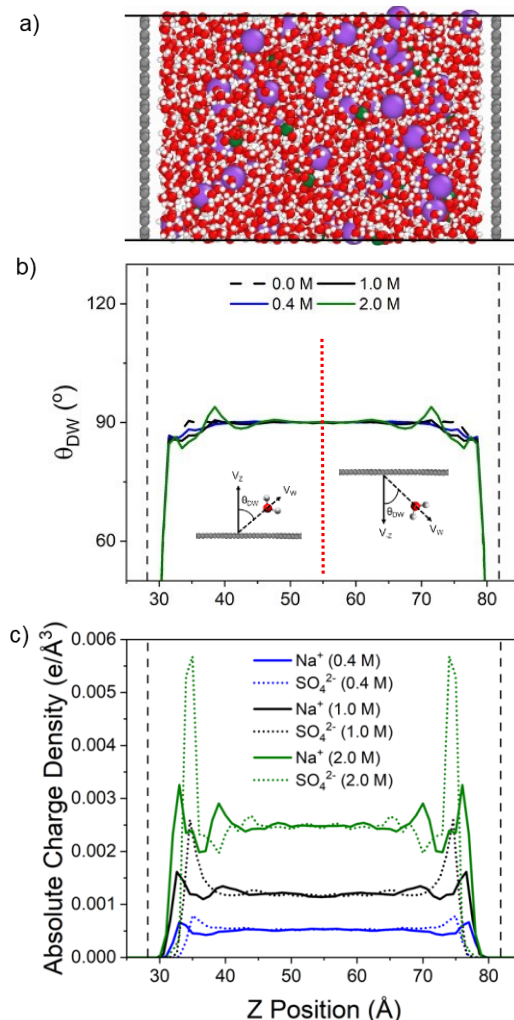 a)
b)
0.0 M 1.0 M
0.4 M 2.0 M
120
90
60
θDW (º)
VZ
θDW
VW
θDW
V-Z
VW
30 40 50 60 70 80
c)
0.006
0.005
0.004
0.003
0.002
0.001
0.000
Absolute Charge Density (e/Å³)
Na⁺ (0.4 M)
SO₄²⁻ (0.4 M)
Na⁺ (1.0 M)
SO₄²⁻ (1.0 M)
Na⁺ (2.0 M)
SO₄²⁻ (2.0 M)
30 40 50 60 70 80
Z Position (Å)